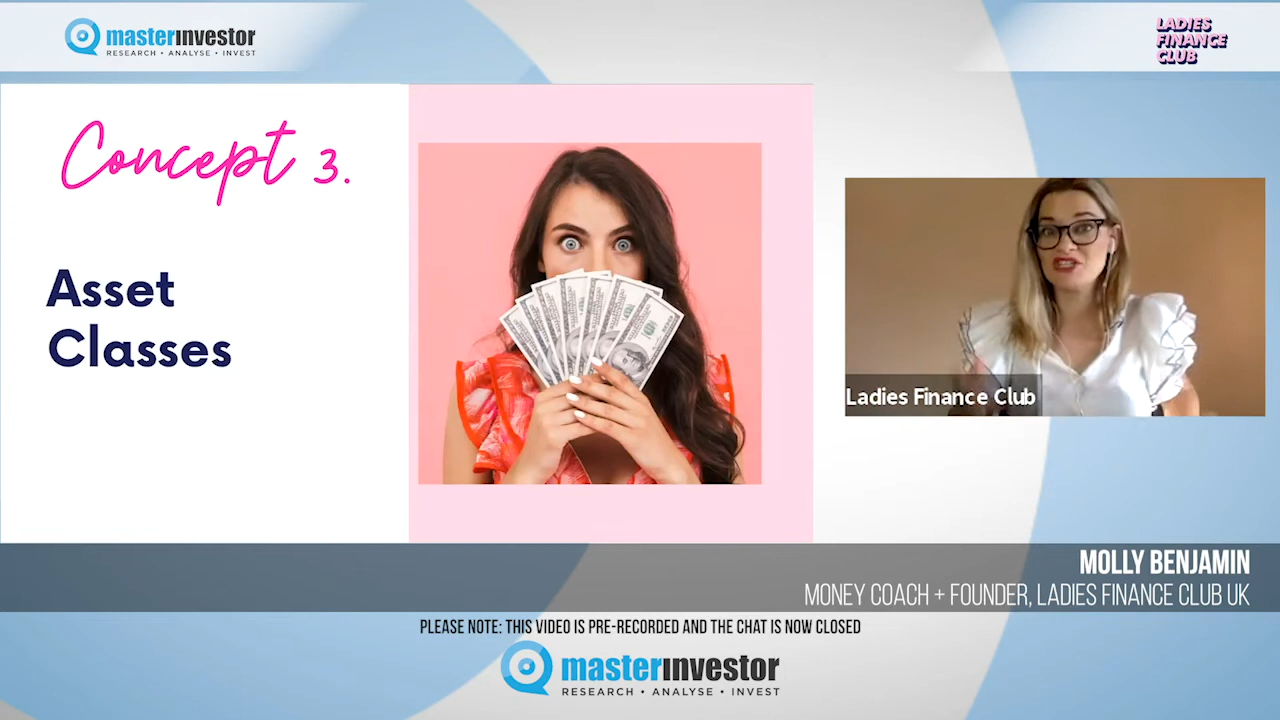 masterinvestor
RESEARCH • ANALYSE • INVEST
LADIES
FINANCE
CLUB
Concept 3.
Asset
Classes
Ladies Finance Club
MOLLY BENJAMIN
MONEY COACH + FOUNDER, LADIES FINANCE CLUB UK
PLEASE NOTE: THIS VIDEO IS PRE-RECORDED AND THE CHAT IS NOW CLOSED
masterinvestor
RESEARCH • ANALYSE • INVEST